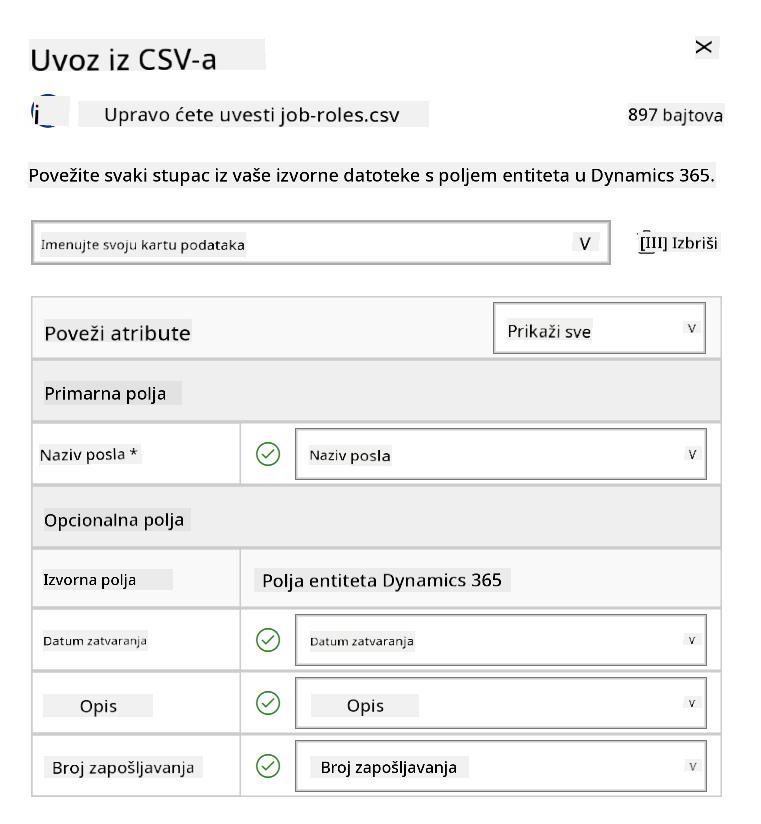 Uvoz iz CSV-a
i Upravo ćete uvesti job-roles.csv 897 bajtova
Povežite svaki stupac iz vaše izvorne datoteke s poljem entiteta u Dynamics 365.
Imenujte svoju kartu podataka V [III] Izbriši
Poveži atribute Prikaži sve V
Primarna polja
Naziv posla * Naziv posla V
Opcionalna polja
Izvorna polja Polja entiteta Dynamics 365
Datum zatvaranja Datum zatvaranja V
Opis Opis V
Broj zapošljavanja Broj zapošljavanja V